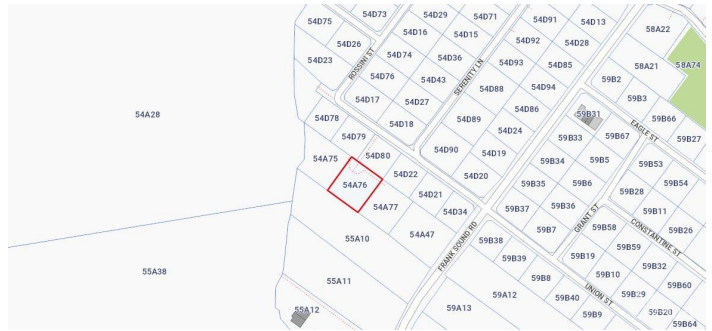 54D75
54D73
54D29
54D71
54D91
54D13
58A22
54D26
54D16
54D15
54D92
54D28
54D23
ROSSINI ST
54D74
54D36
SERENITY LN
54D93
54D85
58A21
58A74
54D76
54D43
54D88
54D94
59B2
59B3
54D17
54D27
54D86
59B31
59B66
54A28
54D78
54D18
54D89
54D24
59B33
59B67
EAGLE ST
59B27
54D79
54D90
54D19
59B34
59B5
59B53
54A75
54D80
54D22
54D20
59B35
59B6
59B28
59B54
54A76
54D21
59B36
59B11
54A77
54D34
59B37
GRANT ST
59B58
CONSTANTINE ST
59B26
54A47
FRANK SOUND RD
59B7
59B59
55A10
59B38
59B39
59B19
59B32
55A38
59B8
59B10
59B60
55A11
59A12
59B40
UNION ST
59B29
55A12
59A13
59B9
59B20
59B64